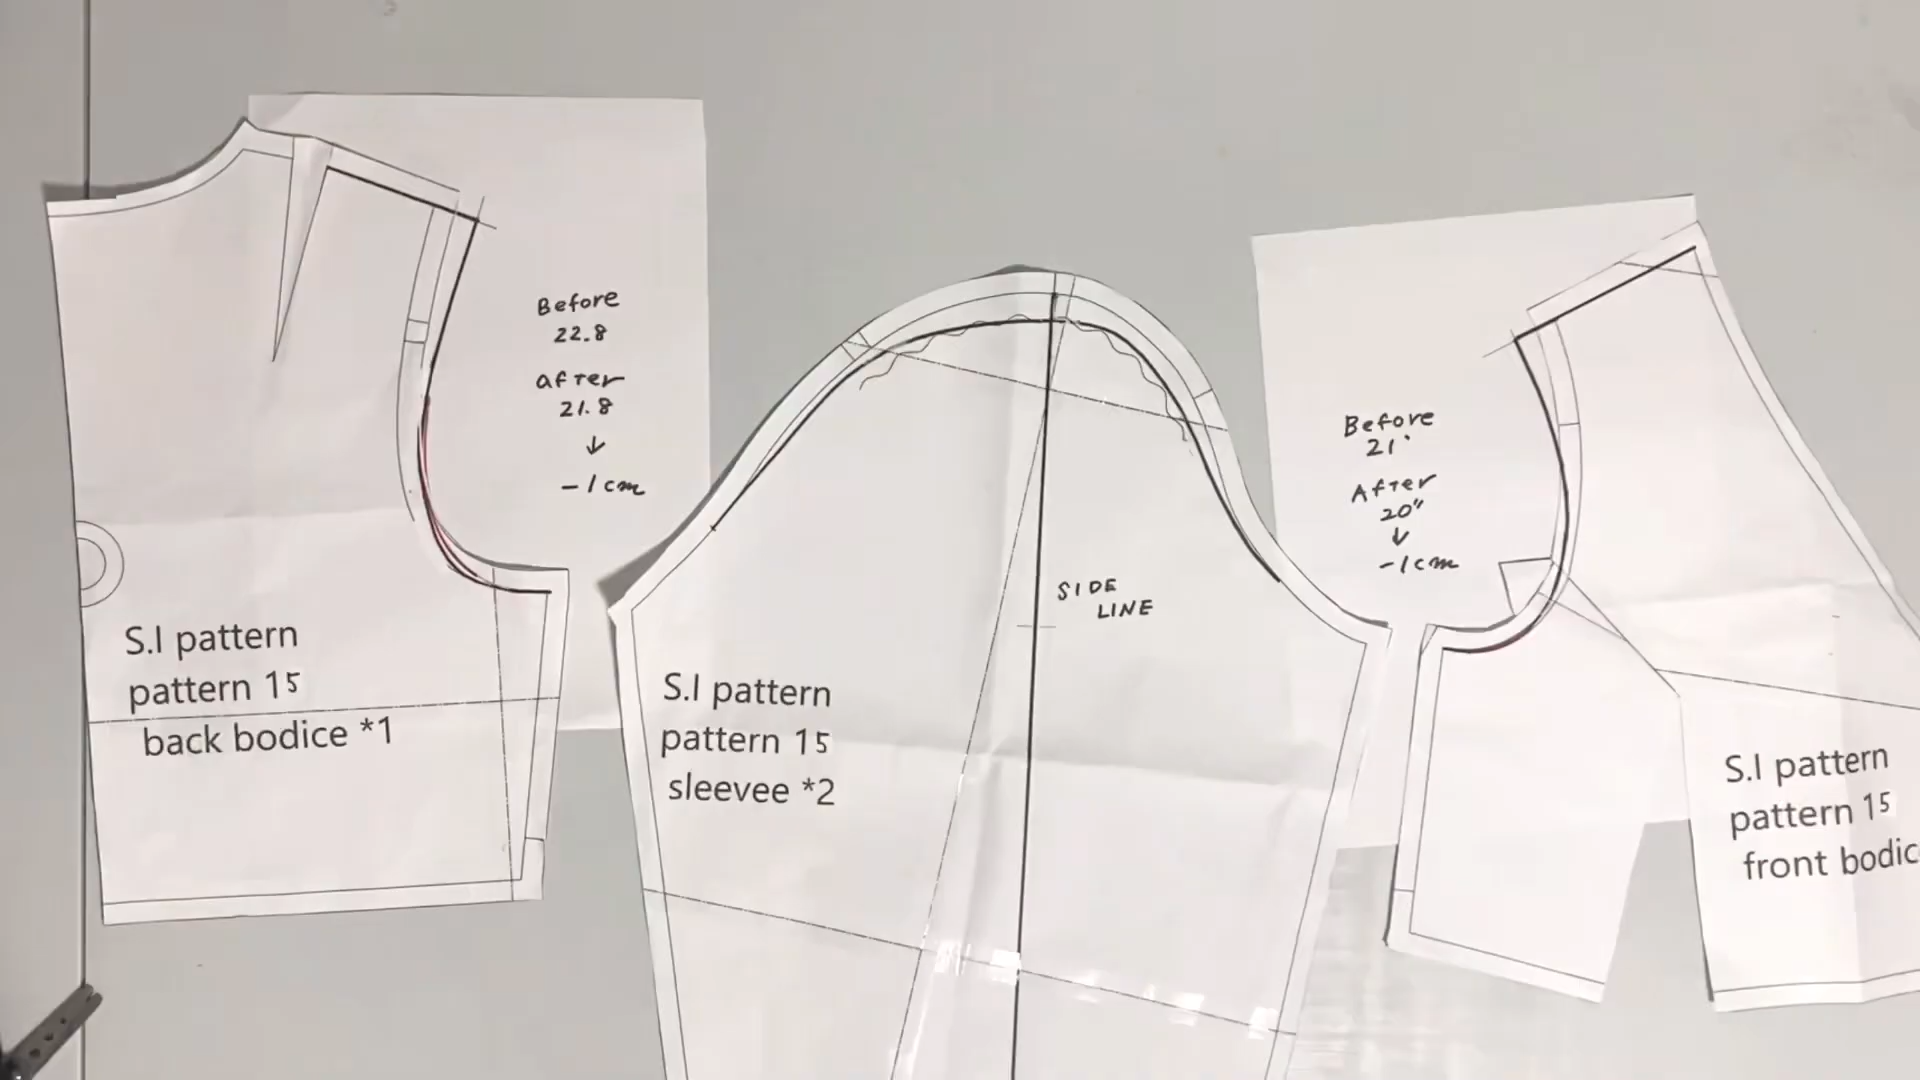 Before
22.8
after
21.8
↓
-1cm
S.I pattern
pattern 15
back bodice *1
SIDE
LINE
S.I pattern
pattern 15
sleevee *2
Before
21'
After
20"
↓
-1cm
S.I pattern
pattern 15
front bodic